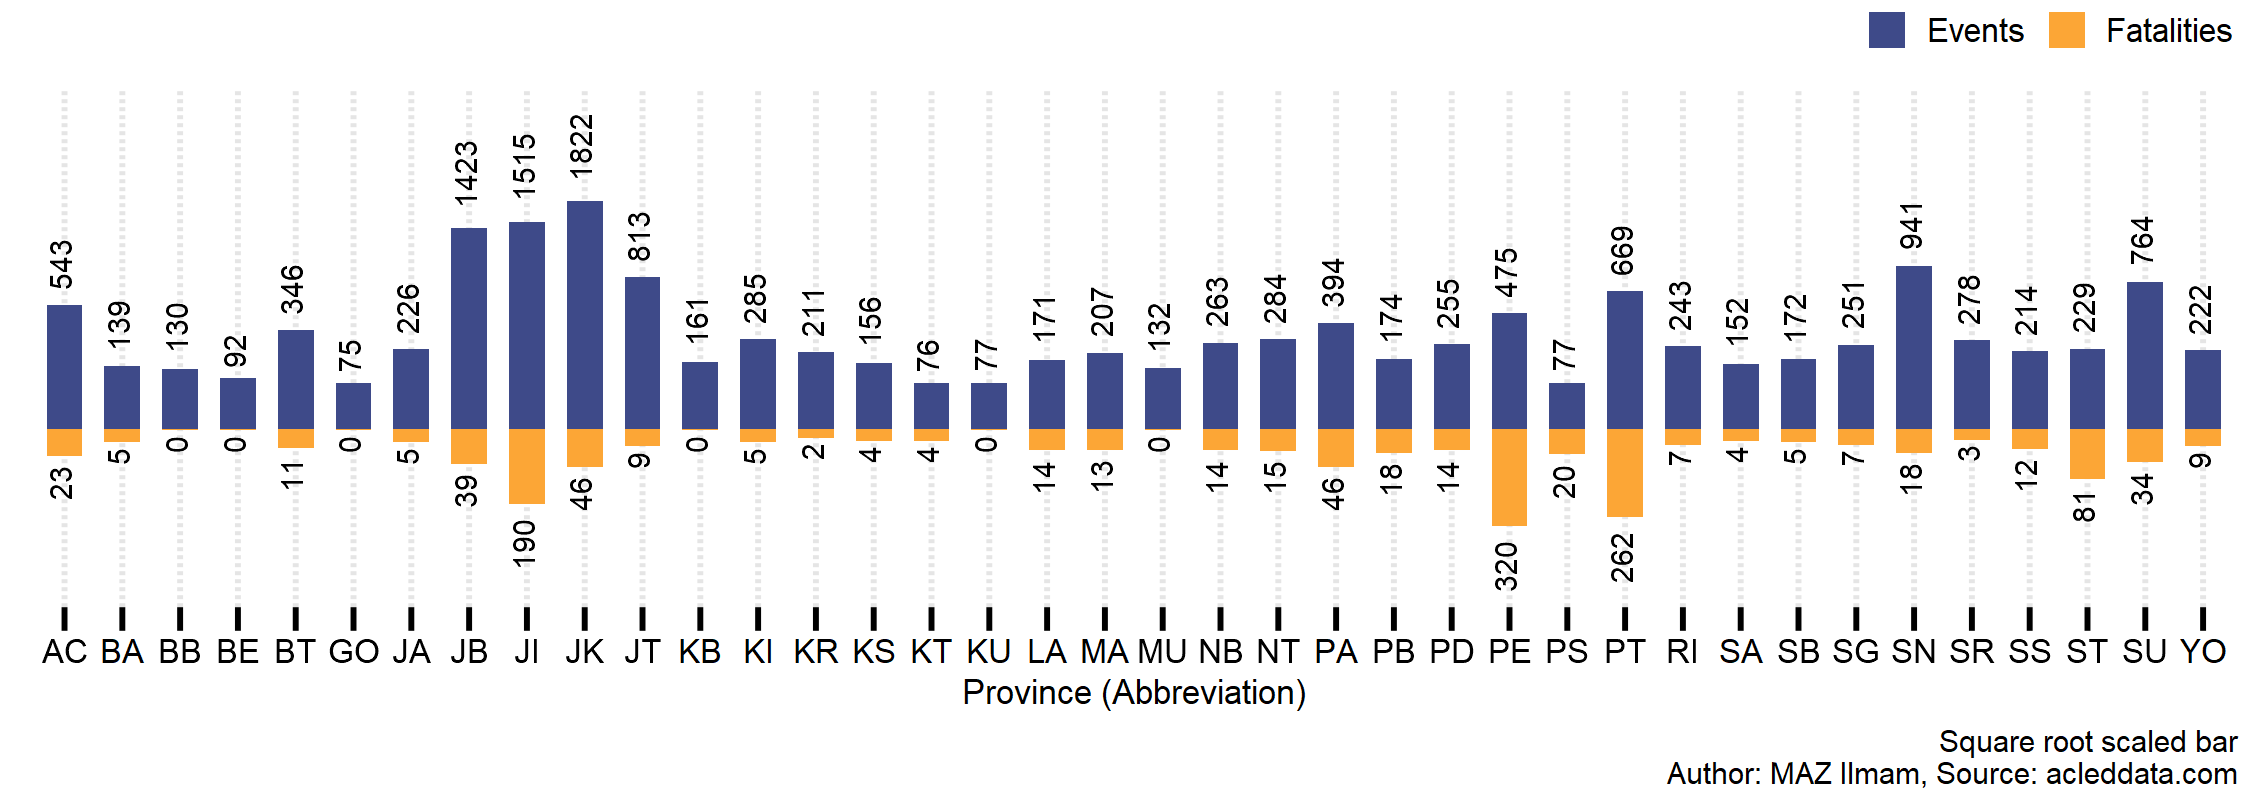 Events Fatalities
543 139 130 92 346 75 226 1423 1515 1822 813 161 285 211 156 76 77 171 207 132 263 284 394 174 255 475 77 669 243 152 172 251 941 278 214 229 764 222
23 5 0 0 11 0 5 39 190 46 9 0 5 2 4 4 0 14 13 0 14 15 46 18 14 320 20 262 7 4 5 7 18 3 12 81 34 9
AC BA BB BE BT GO JA JB JI JK JT KB KI KR KS KT KU LA MA MU NB NT PA PB PD PE PS PT RI SA SB SG SN SR SS ST SU YO
Province (Abbreviation)
Square root scaled bar
Author: MAZ Ilmam, Source: acleddata.com